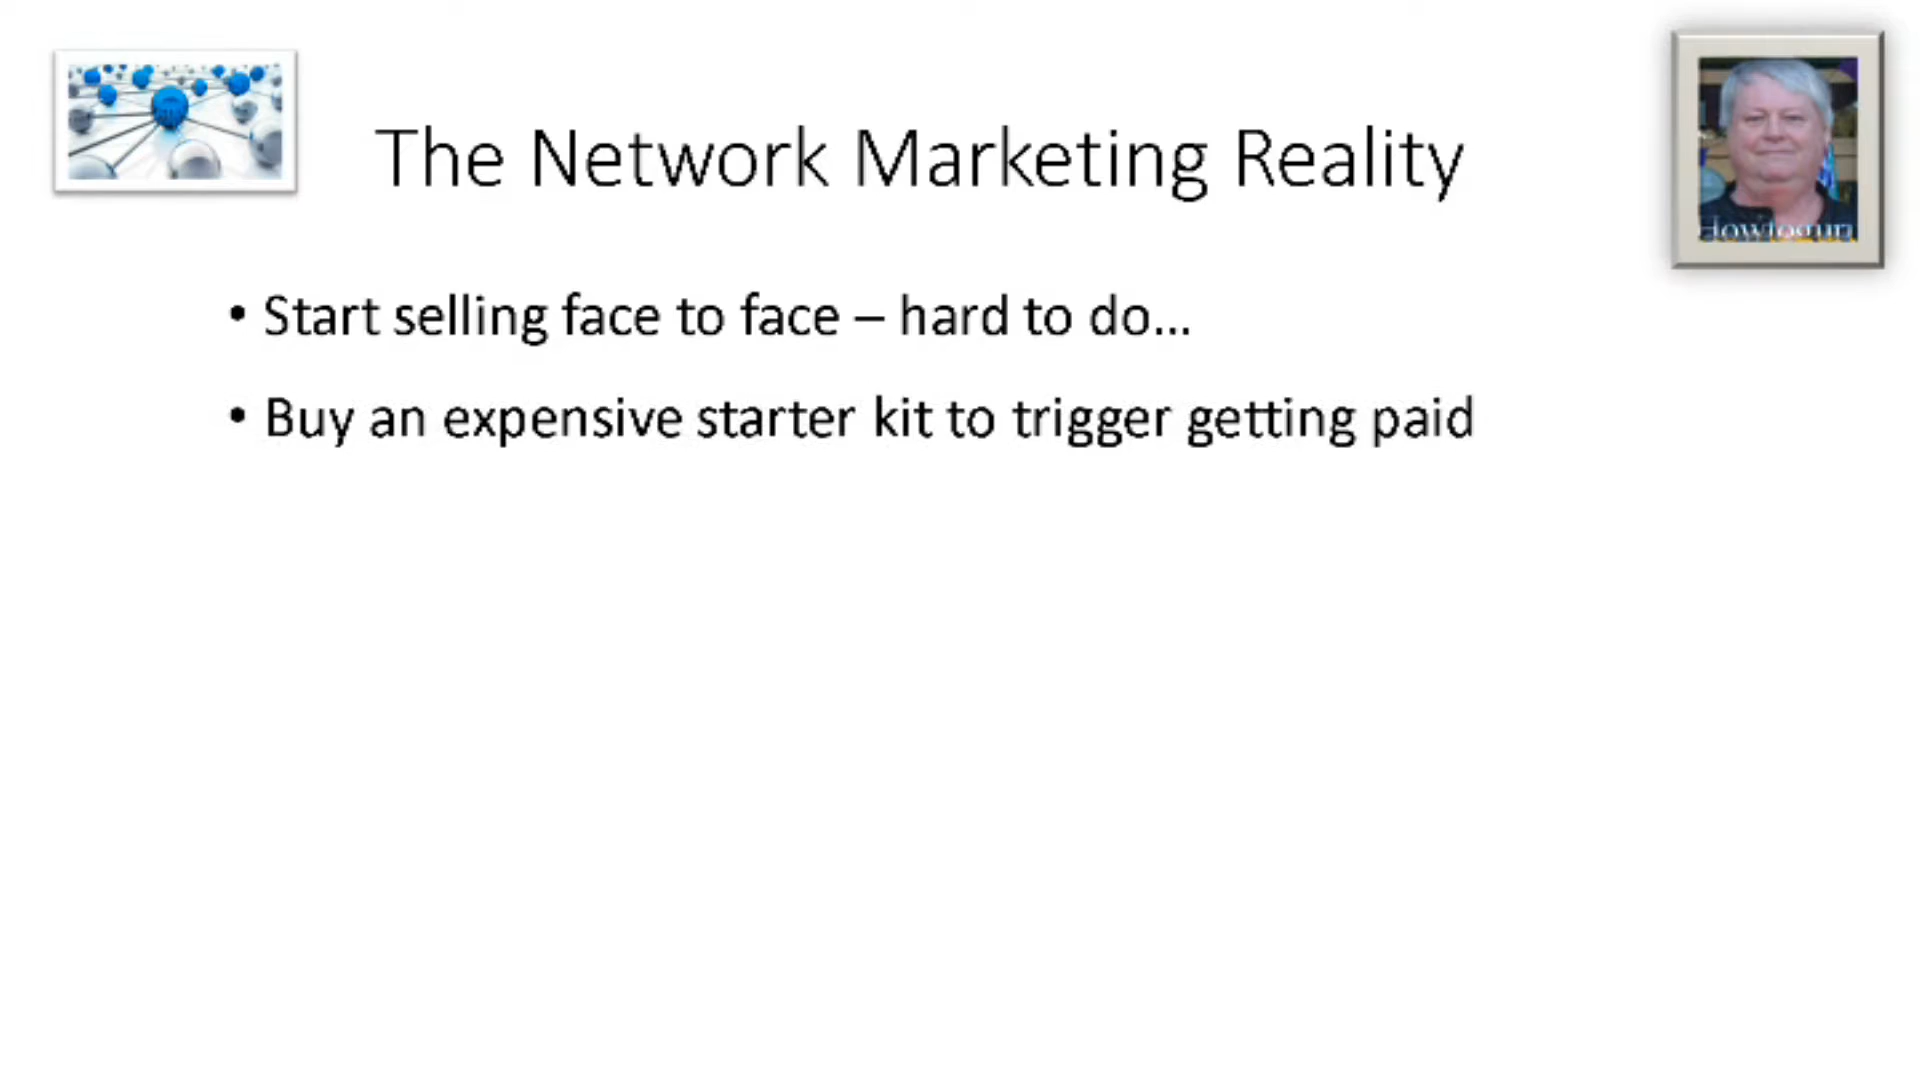 The Network Marketing Reality
• Start selling face to face – hard to do...
• Buy an expensive starter kit to trigger getting paid